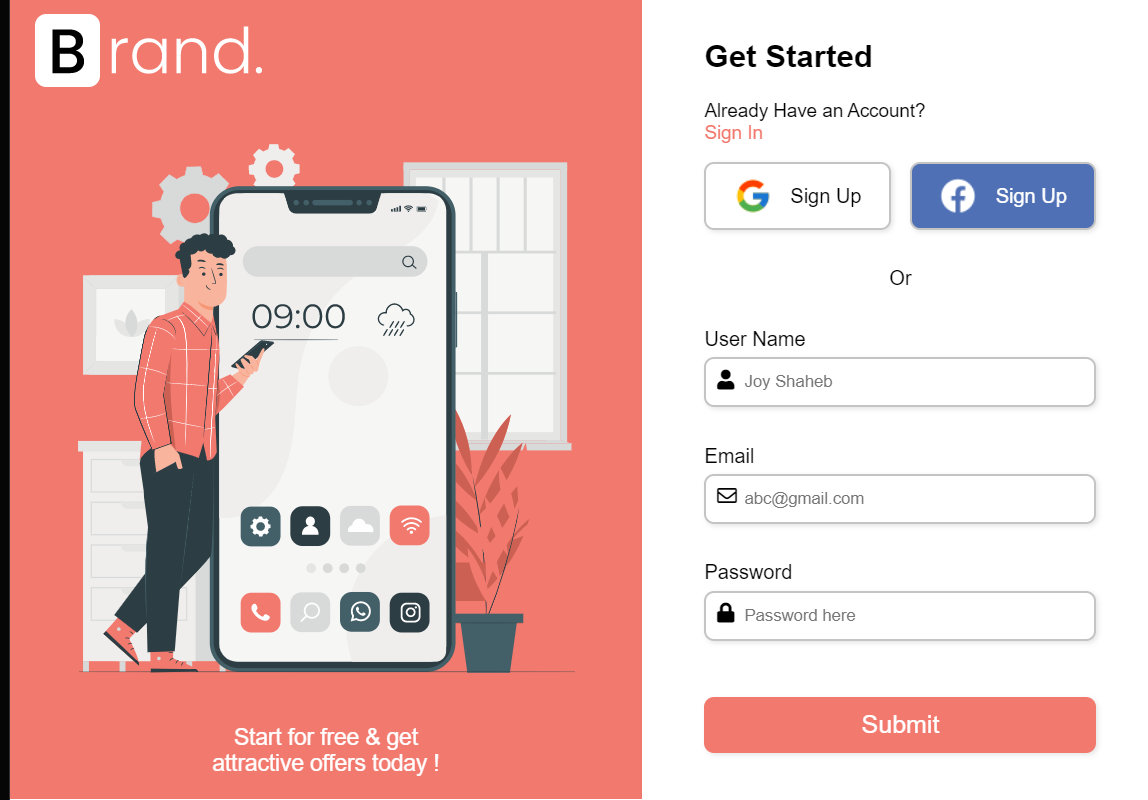 Brand.
09:00
Start for free & get
attractive offers today !
Get Started
Already Have an Account?
Sign In
Sign Up
Sign Up
Or
User Name
Joy Shaheb
Email
abc@gmail.com
Password
Password here
Submit